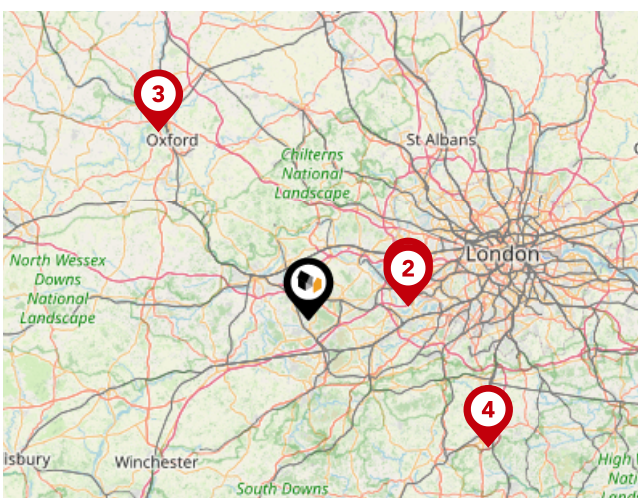 3
Oxford
St Albans
Chilterns
National
Landscape
London
2
North Wessex
Downs
National
Landscape
4
isbury
Winchester
High
Nati
South Downs